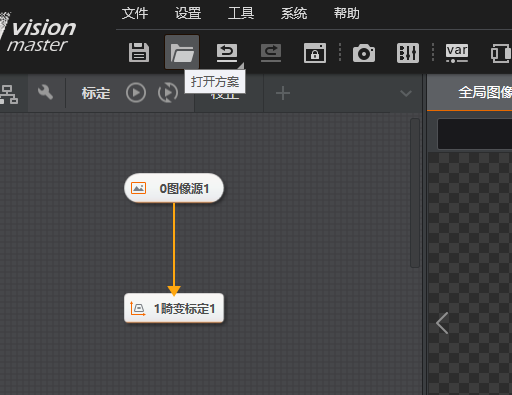 vision
master
文件 设置 工具 系统 帮助
var
打开方案
标定
全局图像
0图像源1
1畸变标定1